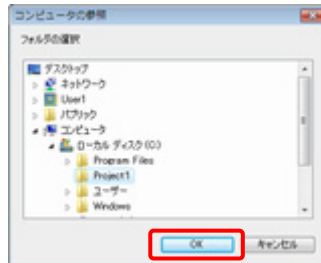 コンピュータの参照
フォルダの選択
デスクトップ
ネットワーク
User1
パブリック
コンピュータ
ローカル ディスク (C:)
Program Files
Project1
ユーザー
Windows
OK
キャンセル